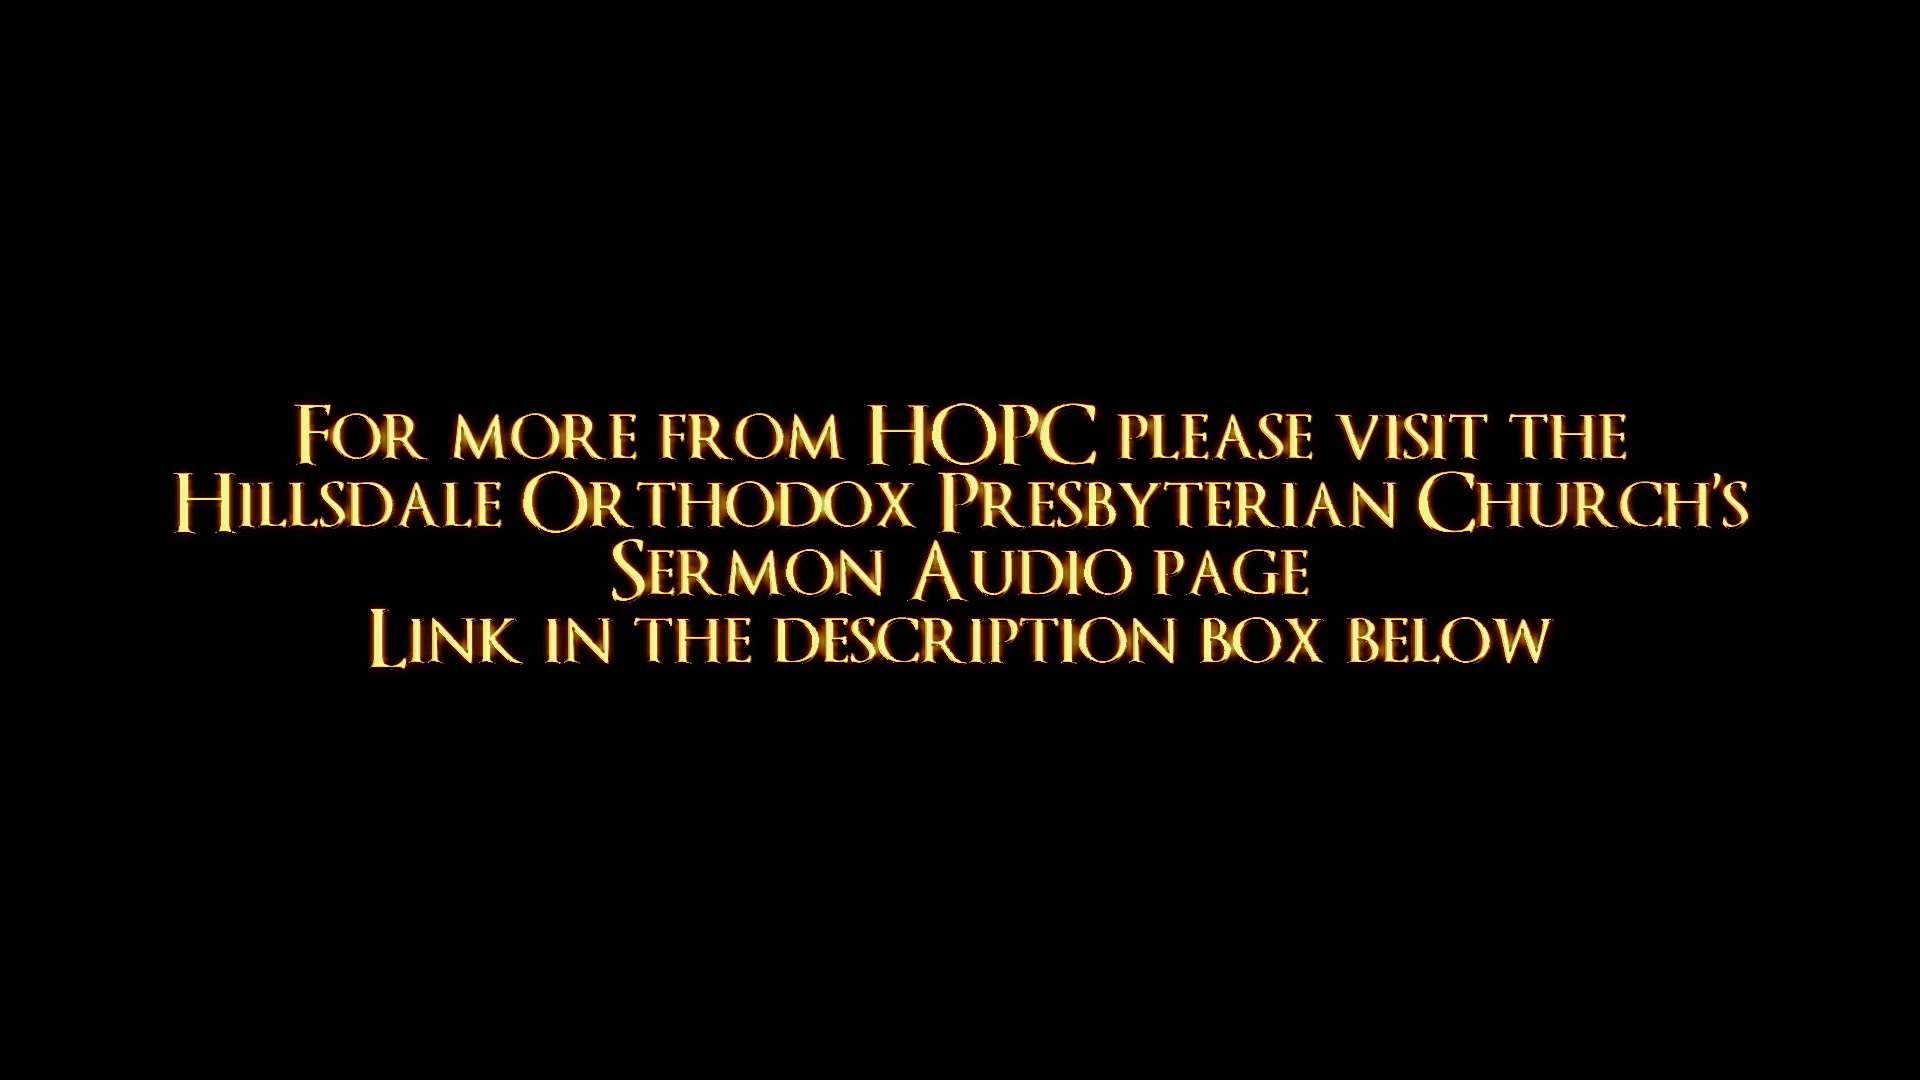 For more from HOPC please visit the
Hillsdale Orthodox Presbyterian Church's
Sermon Audio page
Link in the description box below